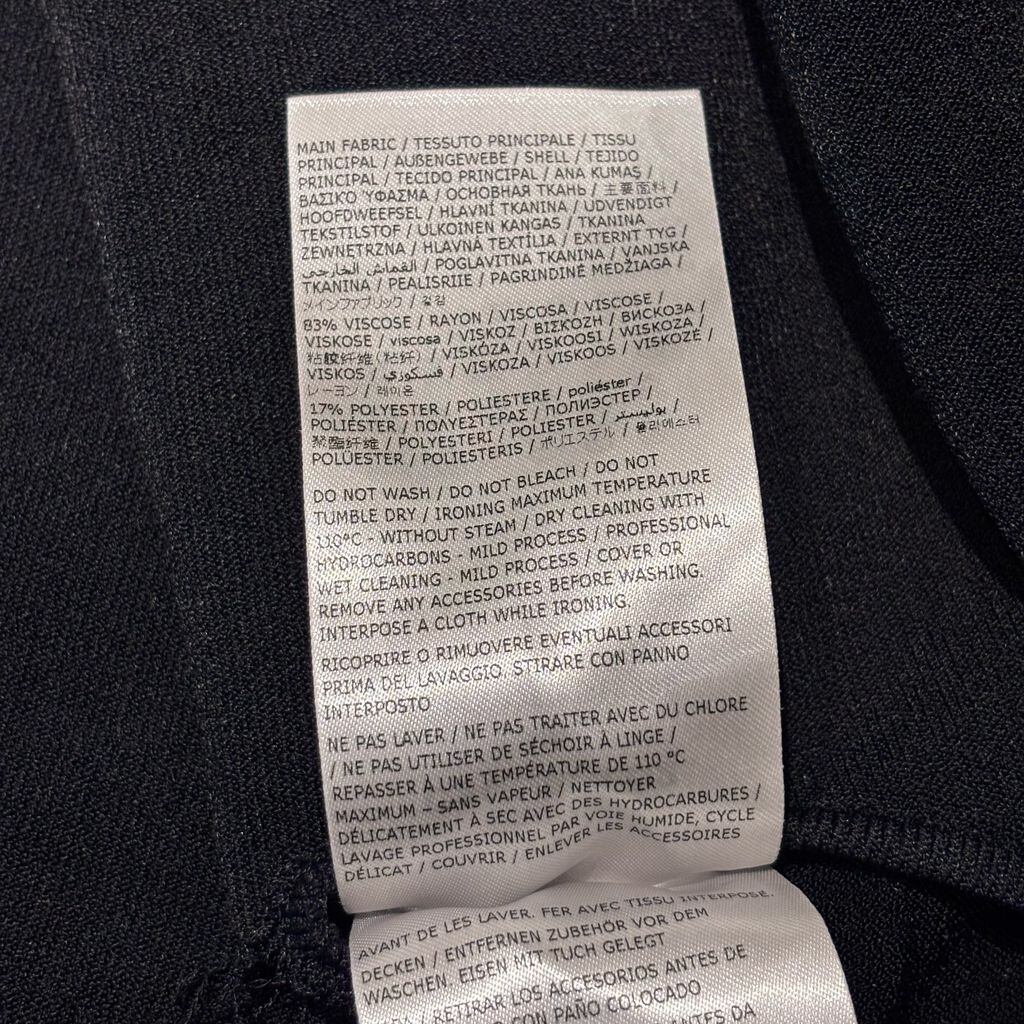 MAIN FABRIC / TESSUTO PRINCIPALE / TISSU
PRINCIPAL / AUßENGEWEBE / SHELL / TEJIDO
PRINCIPAL / TECIDO PRINCIPAL / ANA KUMAŞ /
ΒΑΣΙΚΟ ΎΦΑΣΜΑ / ОСНОВНАЯ ТКАНЬ / 主要面料 /
HOOFDWEEFSEL / HLAVNÍ TKANINA / UDVENDIGT
TEKSTILSTOF / ULKOINEN KANGAS / TKANINA
ZEWNĘTRZNA / HLAVNÁ TEXTÍLIA / EXTERNT TYG /
القماش الخارجي / POGLAVITNA TKANINA / VANJSKA
TKANINA / PEALISRIIE / PAGRINDINĖ MEDŽIAGA /
メインファブリック / 겉감
83% VISCOSE / RAYON / VISCOSA / VISCOSE /
VISKOSE / viscosa / VISKOZ / ΒΙΣΚΟΖΗ / ВИСКОЗА /
粘胶纤维(粘纤) / VISKÓZA / VISKOOSI / WISKOZA /
VISKOS / فسكوزي / VISKOZA / VISKOOS / VISKOZĖ /
レーヨン / 레이온
17% POLYESTER / POLIESTERE / poliéster /
POLIÉSTER / ΠΟΛΥΕΣΤΕΡΑΣ / ПОЛИЭСТЕР /
聚酯纤维 / POLYESTERI / POLIESTER / بوليستر /
POLÜESTER / POLIESTERIS / ポリエステル / 폴리에스터
DO NOT WASH / DO NOT BLEACH / DO NOT
TUMBLE DRY / IRONING MAXIMUM TEMPERATURE
110°C - WITHOUT STEAM / DRY CLEANING WITH
HYDROCARBONS - MILD PROCESS / PROFESSIONAL
WET CLEANING - MILD PROCESS / COVER OR
REMOVE ANY ACCESSORIES BEFORE WASHING.
INTERPOSE A CLOTH WHILE IRONING.
RICOPRIRE O RIMUOVERE EVENTUALI ACCESSORI
PRIMA DEL LAVAGGIO. STIRARE CON PANNO
INTERPOSTO
NE PAS LAVER / NE PAS TRAITER AVEC DU CHLORE
/ NE PAS UTILISER DE SÉCHOIR À LINGE /
REPASSER À UNE TEMPÉRATURE DE 110 °C
MAXIMUM – SANS VAPEUR / NETTOYER
DÉLICATEMENT À SEC AVEC DES HYDROCARBURES /
LAVAGE PROFESSIONNEL PAR VOIE HUMIDE, CYCLE
DÉLICAT / COUVRIR / ENLEVER LES ACCESSOIRES
AVANT DE LES LAVER. FER AVEC TISSU INTERPOSÉ.
DECKEN / ENTFERNEN ZUBEHÖR VOR DEM
WASCHEN. EISEN MIT TUCH GELEGT
/ RETIRAR LOS ACCESORIOS ANTES DE
CON PAÑO COLOCADO
ANTES DA